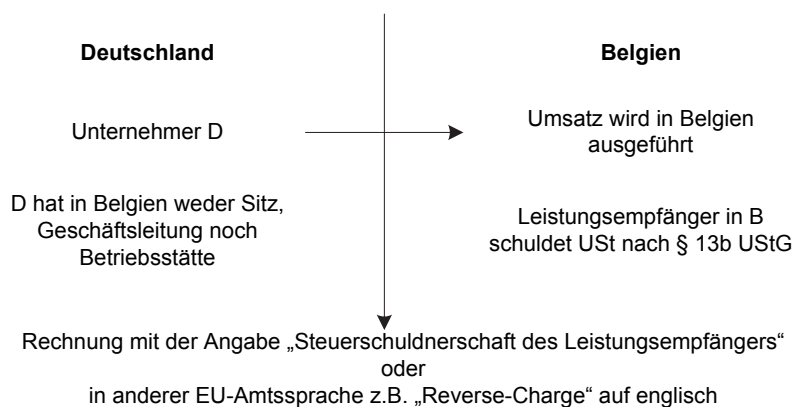 Deutschland
Belgien
Unternehmer D
Umsatz wird in Belgien
ausgeführt
D hat in Belgien weder Sitz,
Geschäftsleitung noch
Betriebsstätte
Leistungsempfänger in B
schuldet USt nach § 13b UStG
Rechnung mit der Angabe „Steuerschuldnerschaft des Leistungsempfängers“
oder
in anderer EU-Amtssprache z.B. „Reverse-Charge“ auf englisch